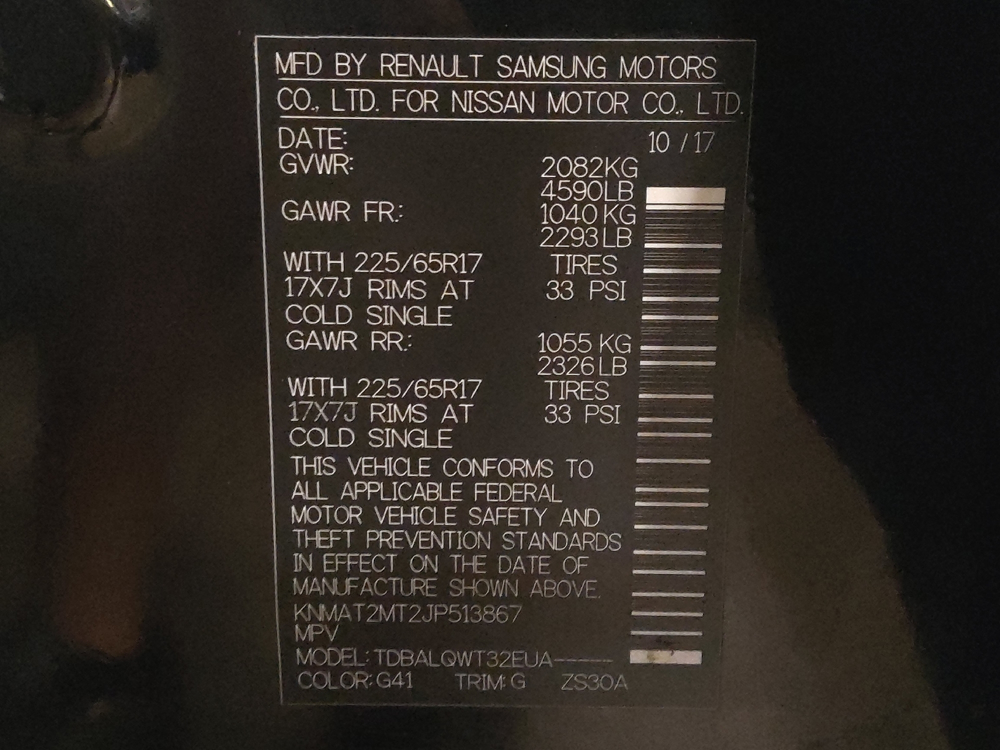 MFD BY RENAULT SAMSUNG MOTORS
CO., LTD. FOR NISSAN MOTOR CO., LTD.
DATE: 10 / 17
GVWR: 2082KG
4590LB
GAWR FR.: 1040KG
2293LB
WITH 225/65R17 TIRES
17X7J RIMS AT 33 PSI
COLD SINGLE
GAWR RR.: 1055KG
2326LB
WITH 225/65R17 TIRES
17X7J RIMS AT 33 PSI
COLD SINGLE
THIS VEHICLE CONFORMS TO
ALL APPLICABLE FEDERAL
MOTOR VEHICLE SAFETY AND
THEFT PREVENTION STANDARDS
IN EFFECT ON THE DATE OF
MANUFACTURE SHOWN ABOVE.
KNMAT2MT2JP513867
MPV
MODEL: TDBALQWT32EUA-----
COLOR: G41 TRIM: G ZS30A